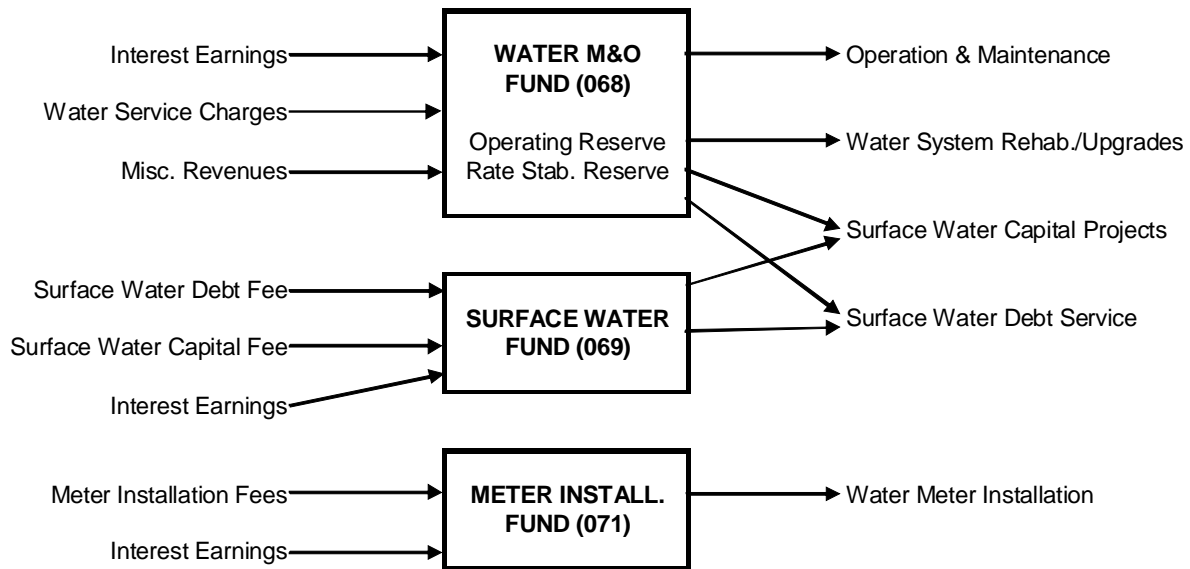 Interest Earnings
Water Service Charges
Misc. Revenues
WATER M&O
FUND (068)
Operating Reserve
Rate Stab. Reserve
Operation & Maintenance
Water System Rehab./Upgrades
Surface Water Capital Projects
Surface Water Debt Service
Surface Water Debt Fee
Surface Water Capital Fee
Interest Earnings
SURFACE WATER
FUND (069)
Meter Installation Fees
Interest Earnings
METER INSTALL.
FUND (071)
Water Meter Installation